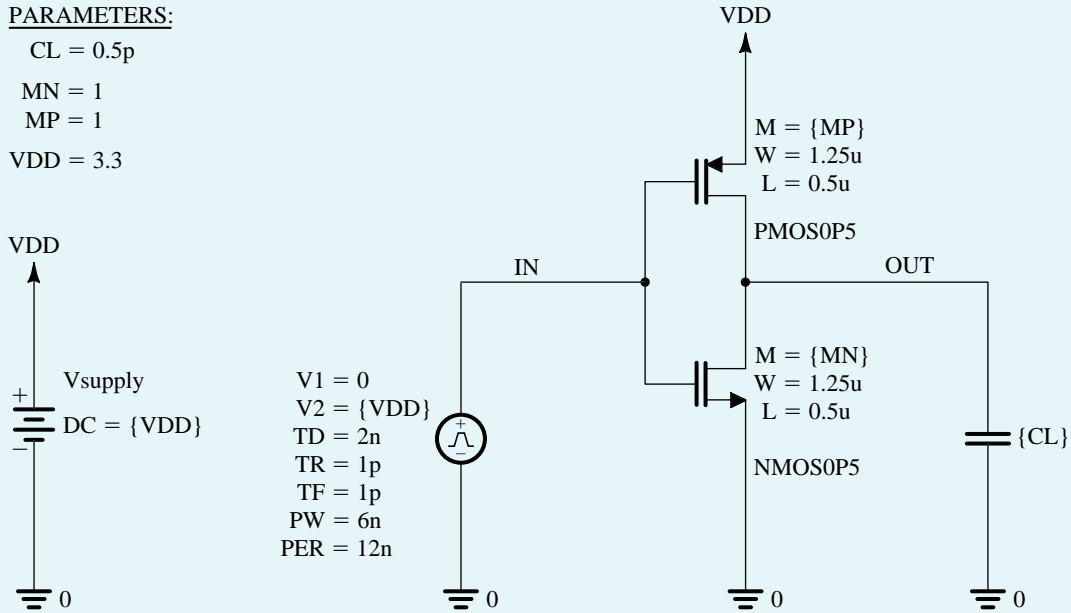 PARAMETERS:
CL = 0.5p
MN = 1
MP = 1
VDD = 3.3
VDD
+
−
Vsupply
DC = {VDD}
0
V1 = 0
V2 = {VDD}
TD = 2n
TR = 1p
TF = 1p
PW = 6n
PER = 12n
+
−
0
IN
VDD
M = {MP}
W = 1.25u
L = 0.5u
PMOS0P5
OUT
M = {MN}
W = 1.25u
L = 0.5u
NMOS0P5
0
{CL}
0